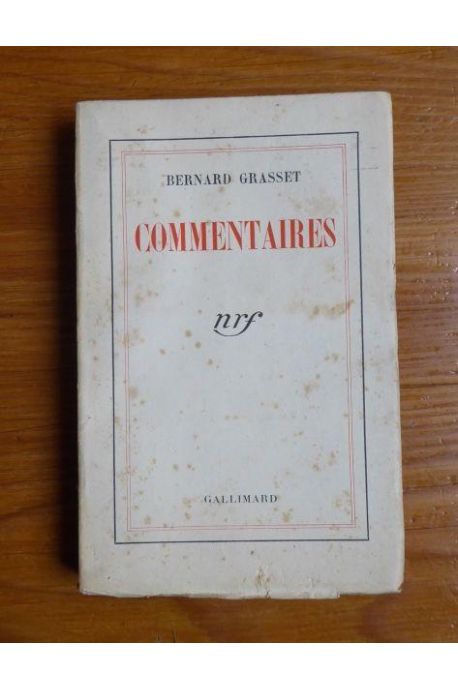 BERNARD GRASSET
COMMENTAIRES
nrf
GALLIMARD